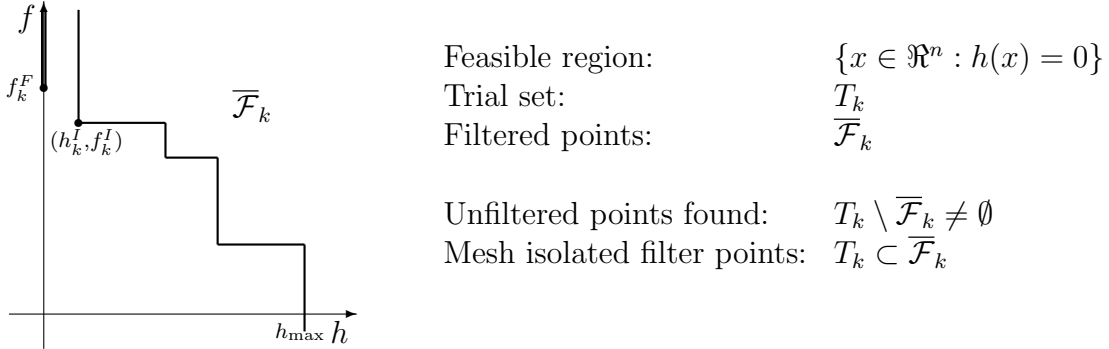 f
f_k^F
(h_k^I,f_k^I)
\overline{\mathcal{F}}_k
h_max h
Feasible region: {x ∈ ℜ^n : h(x) = 0}
Trial set: T_k
Filtered points: \overline{\mathcal{F}}_k
Unfiltered points found: T_k \ \overline{\mathcal{F}}_k ≠ ∅
Mesh isolated filter points: T_k ⊂ \overline{\mathcal{F}}_k